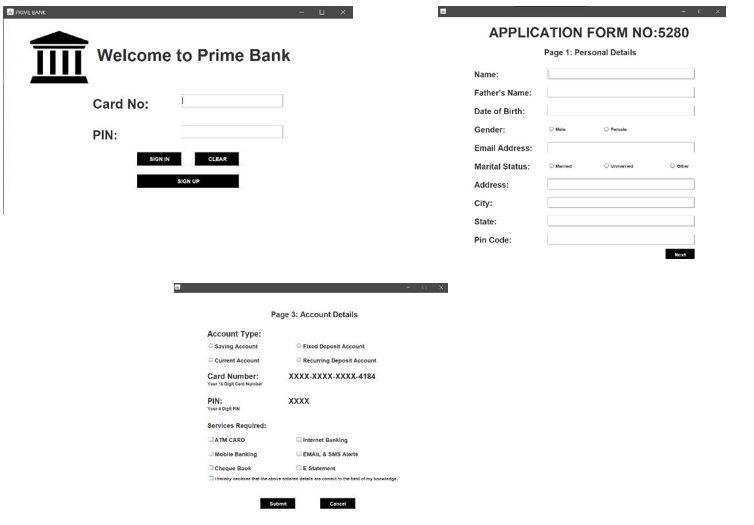 PRIME BANK
Welcome to Prime Bank
Card No:
PIN:
SIGN IN CLEAR
SIGN UP
APPLICATION FORM NO:5280
Page 1: Personal Details
Name:
Father's Name:
Date of Birth:
Gender: Male Female
Email Address:
Marital Status: Married Unmarried Other
Address:
City:
State:
Pin Code:
Next
Page 3: Account Details
Account Type:
Saving Account Fixed Deposit Account
Current Account Recurring Deposit Account
Card Number: XXXX-XXXX-XXXX-4184
Your 16 Digit Card Number
PIN: XXXX
Your 4 Digit PIN
Services Required:
ATM CARD Internet Banking
Mobile Banking EMAIL & SMS Alerts
Cheque Book E Statement
I hereby declares that the above entered details are correct to the best of my knowledge.
Submit Cancel